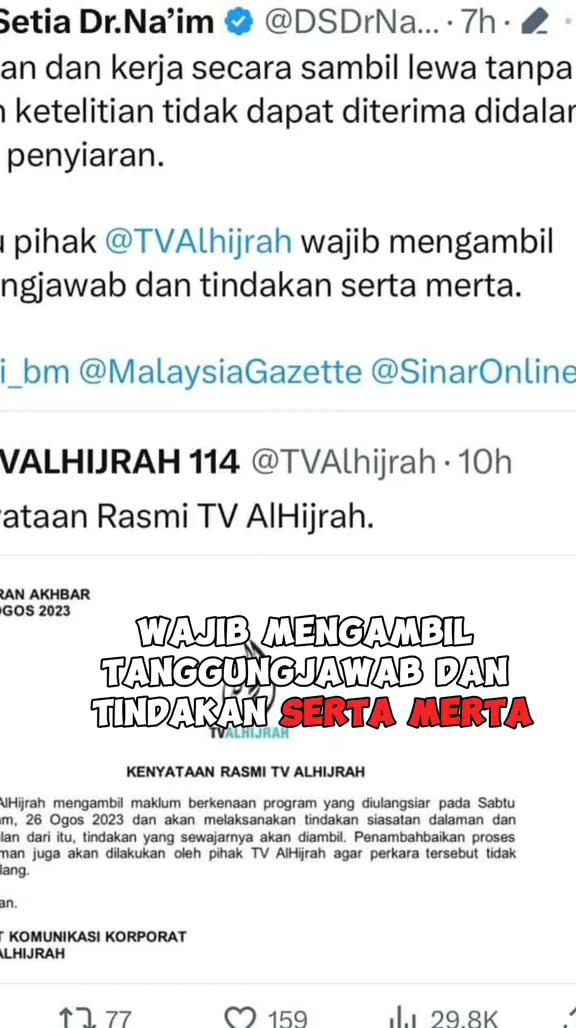 Setia Dr.Na'im @DSDrNa... · 7h ·
an dan kerja secara sambil lewa tanpa
ketelitian tidak dapat diterima didalam
penyiaran.
pihak @TVAlhijrah wajib mengambil
ngjawab dan tindakan serta merta.
i_bm @MalaysiaGazette @SinarOnline
VALHIJRAH 114 @TVAlhijrah · 10h
ataan Rasmi TV AlHijrah.
RAN AKHBAR
OGOS 2023
WAJIB MENGAMBIL
TANGGUNGJAWAB DAN
TINDAKAN SERTA MERTA
TVALHIJRAH
KENYATAAN RASMI TV ALHIJRAH
AlHijrah mengambil maklum berkenaan program yang diulangsiar pada Sabtu
am, 26 Ogos 2023 dan akan melaksanakan tindakan siasatan dalaman dan
lan dari itu, tindakan yang sewajarnya akan diambil. Penambahbaikan proses
man juga akan dilakukan oleh pihak TV AlHijrah agar perkara tersebut tidak
lang.
an.
T KOMUNIKASI KORPORAT
ALHIJRAH
77 159 29.8K